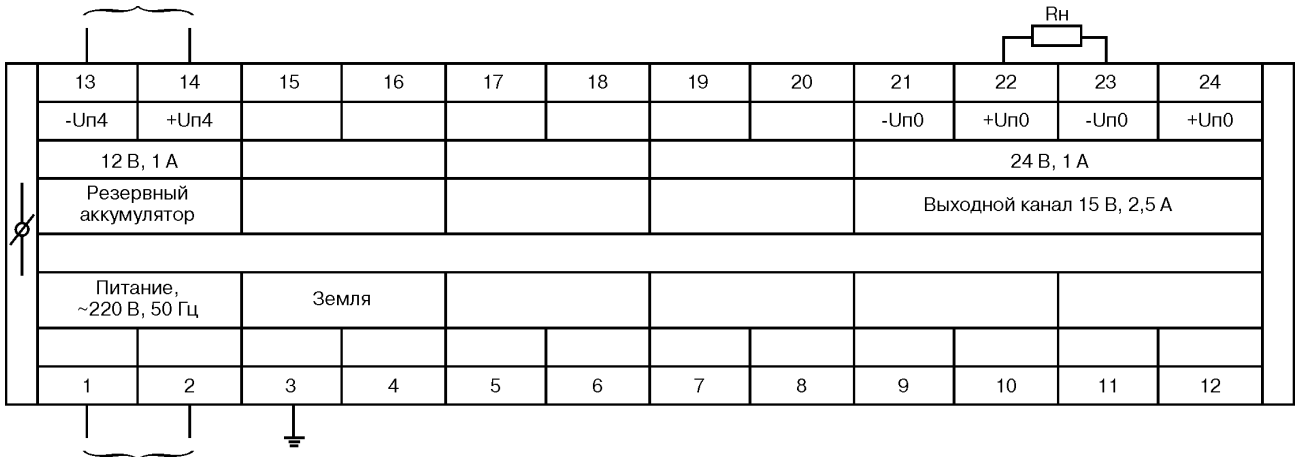 Rн
13 14 15 16 17 18 19 20 21 22 23 24
-Uп4 +Uп4 -Uп0 +Uп0 -Uп0 +Uп0
12 В, 1 А 24 В, 1 А
Резервный
аккумулятор
Выходной канал 15 В, 2,5 А
Питание,
~220 В, 50 Гц
Земля
1 2 3 4 5 6 7 8 9 10 11 12